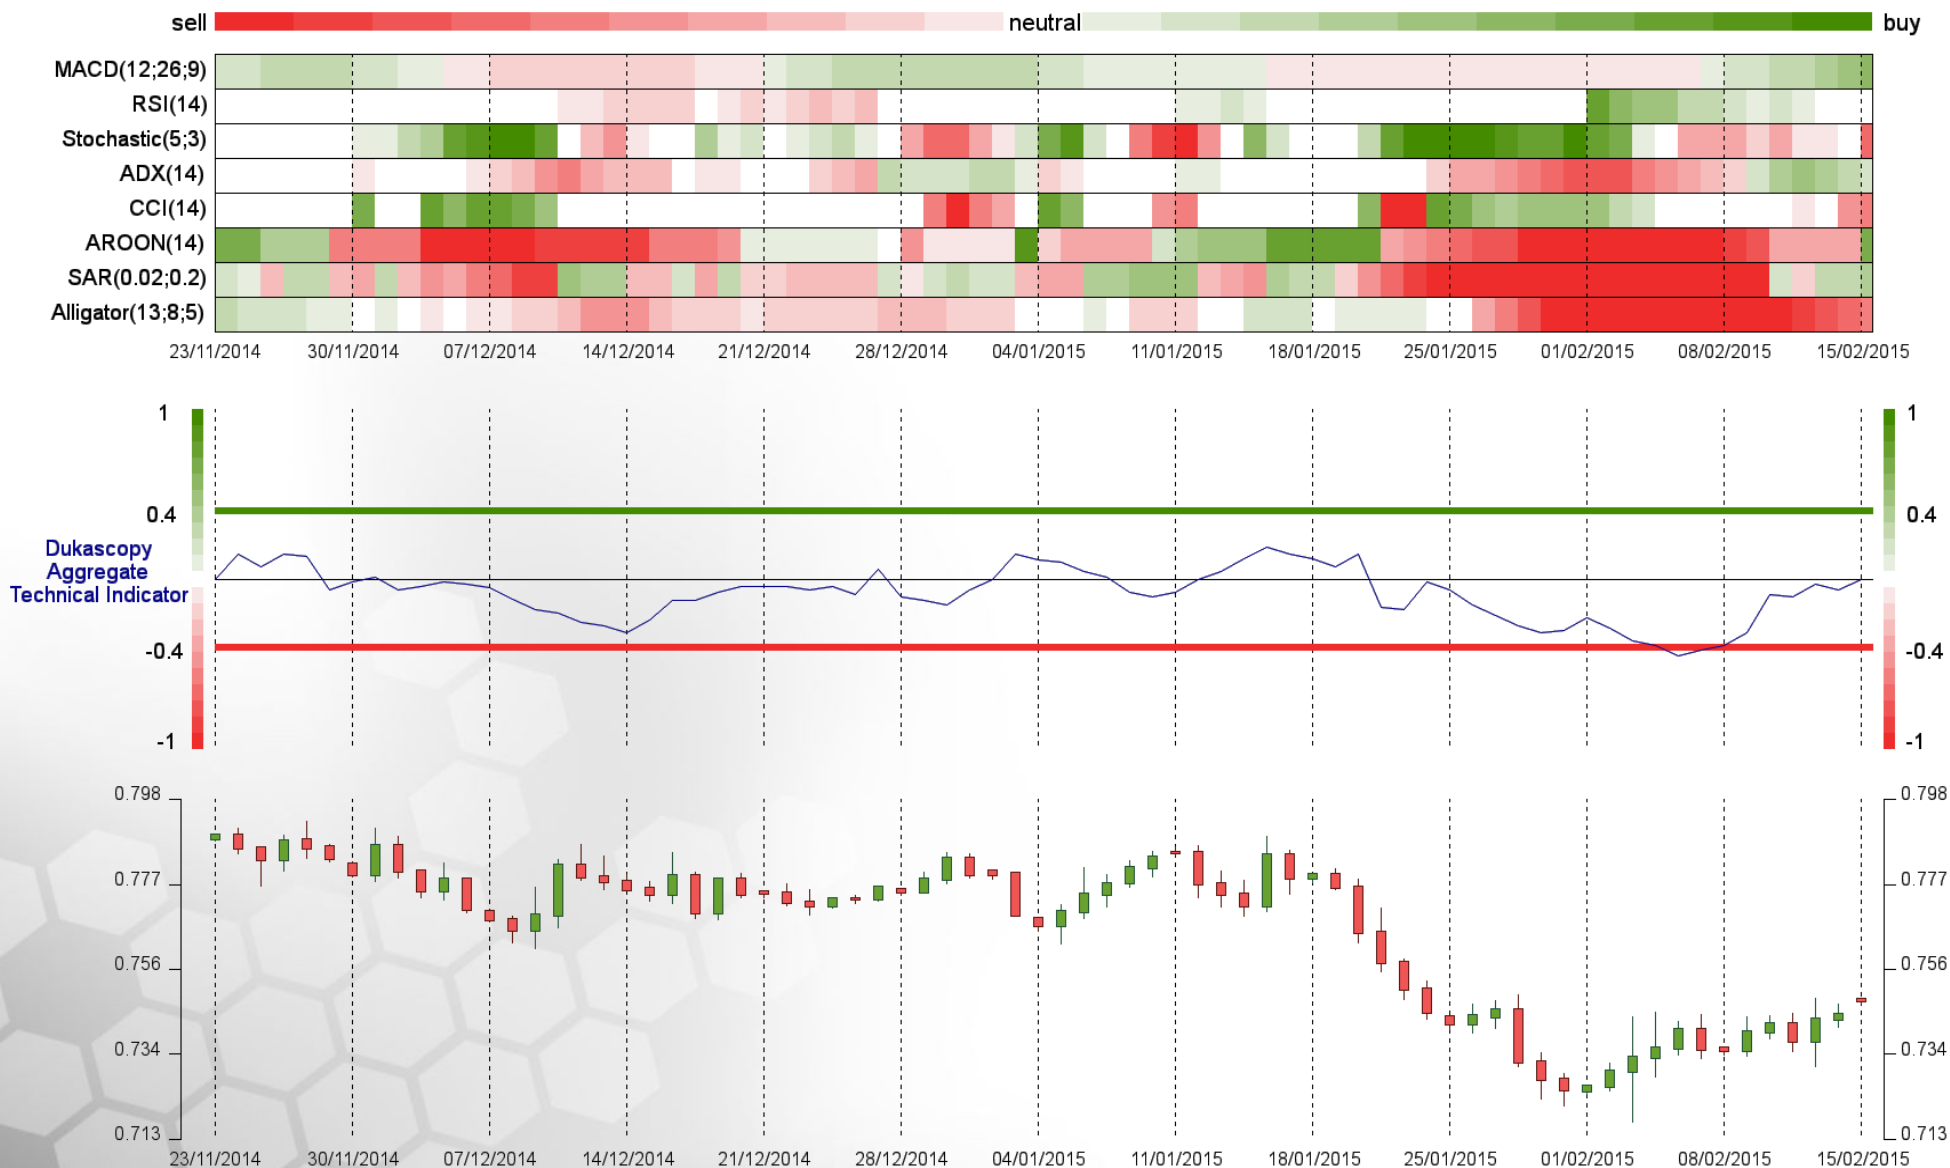 sell neutral buy
MACD(12;26;9)
RSI(14)
Stochastic(5;3)
ADX(14)
CCI(14)
AROON(14)
SAR(0.02;0.2)
Alligator(13;8;5)
23/11/2014 30/11/2014 07/12/2014 14/12/2014 21/12/2014 28/12/2014 04/01/2015 11/01/2015 18/01/2015 25/01/2015 01/02/2015 08/02/2015 15/02/2015
1 1
0.4 0.4
Dukascopy
Aggregate
Technical Indicator
-0.4 -0.4
-1 -1
0.798 0.798
0.777 0.777
0.756 0.756
0.734 0.734
0.713 0.713
23/11/2014 30/11/2014 07/12/2014 14/12/2014 21/12/2014 28/12/2014 04/01/2015 11/01/2015 18/01/2015 25/01/2015 01/02/2015 08/02/2015 15/02/2015